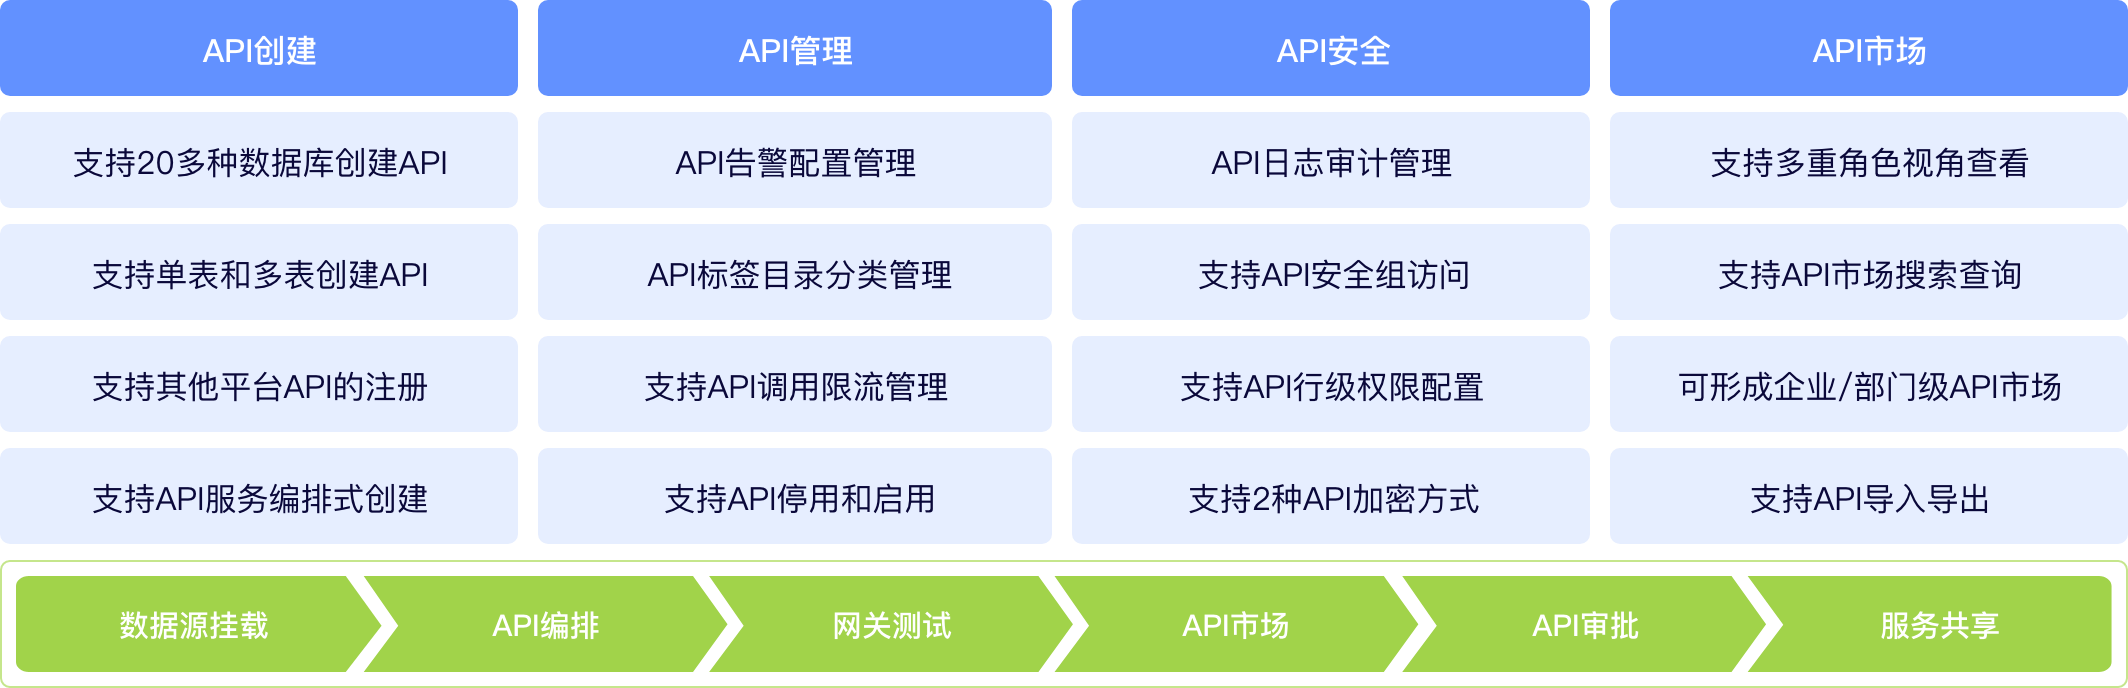 API创建
API管理
API安全
API市场
支持20多种数据库创建API
API告警配置管理
API日志审计管理
支持多重角色视角查看
支持单表和多表创建API
API标签目录分类管理
支持API安全组访问
支持API市场搜索查询
支持其他平台API的注册
支持API调用限流管理
支持API行级权限配置
可形成企业/部门级API市场
支持API服务编排式创建
支持API停用和启用
支持2种API加密方式
支持API导入导出
数据源挂载
API编排
网关测试
API市场
API审批
服务共享